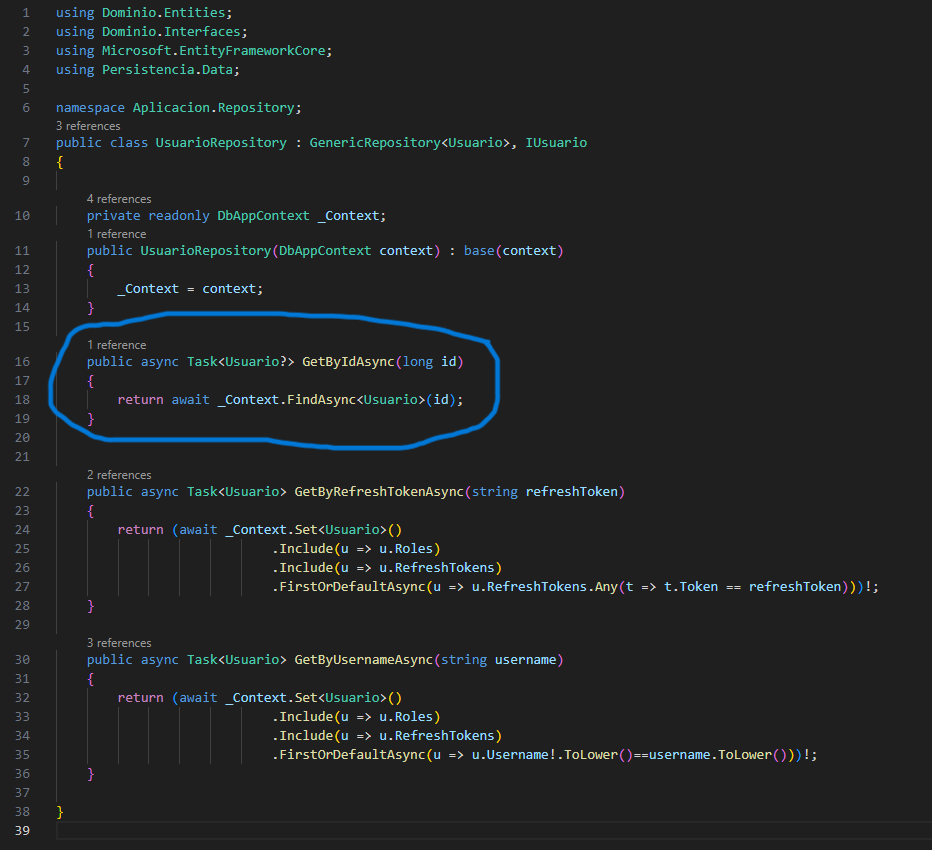 1 using Dominio.Entities;
2 using Dominio.Interfaces;
3 using Microsoft.EntityFrameworkCore;
4 using Persistencia.Data;
5
6 namespace Aplicacion.Repository;
3 references
7 public class UsuarioRepository : GenericRepository<Usuario>, IUsuario
8 {
9
4 references
10 private readonly DbAppContext _Context;
1 reference
11 public UsuarioRepository(DbAppContext context) : base(context)
12 {
13 _Context = context;
14 }
15
1 reference
16 public async Task<Usuario?> GetByIdAsync(long id)
17 {
18 return await _Context.FindAsync<Usuario>(id);
19 }
20
21
2 references
22 public async Task<Usuario> GetByRefreshTokenAsync(string refreshToken)
23 {
24 return (await _Context.Set<Usuario>()
25 .Include(u => u.Roles)
26 .Include(u => u.RefreshTokens)
27 .FirstOrDefaultAsync(u => u.RefreshTokens.Any(t => t.Token == refreshToken)))!;
28 }
29
3 references
30 public async Task<Usuario> GetByUsernameAsync(string username)
31 {
32 return (await _Context.Set<Usuario>()
33 .Include(u => u.Roles)
34 .Include(u => u.RefreshTokens)
35 .FirstOrDefaultAsync(u => u.Username!.ToLower()==username.ToLower()))!;
36 }
37
38 }
39